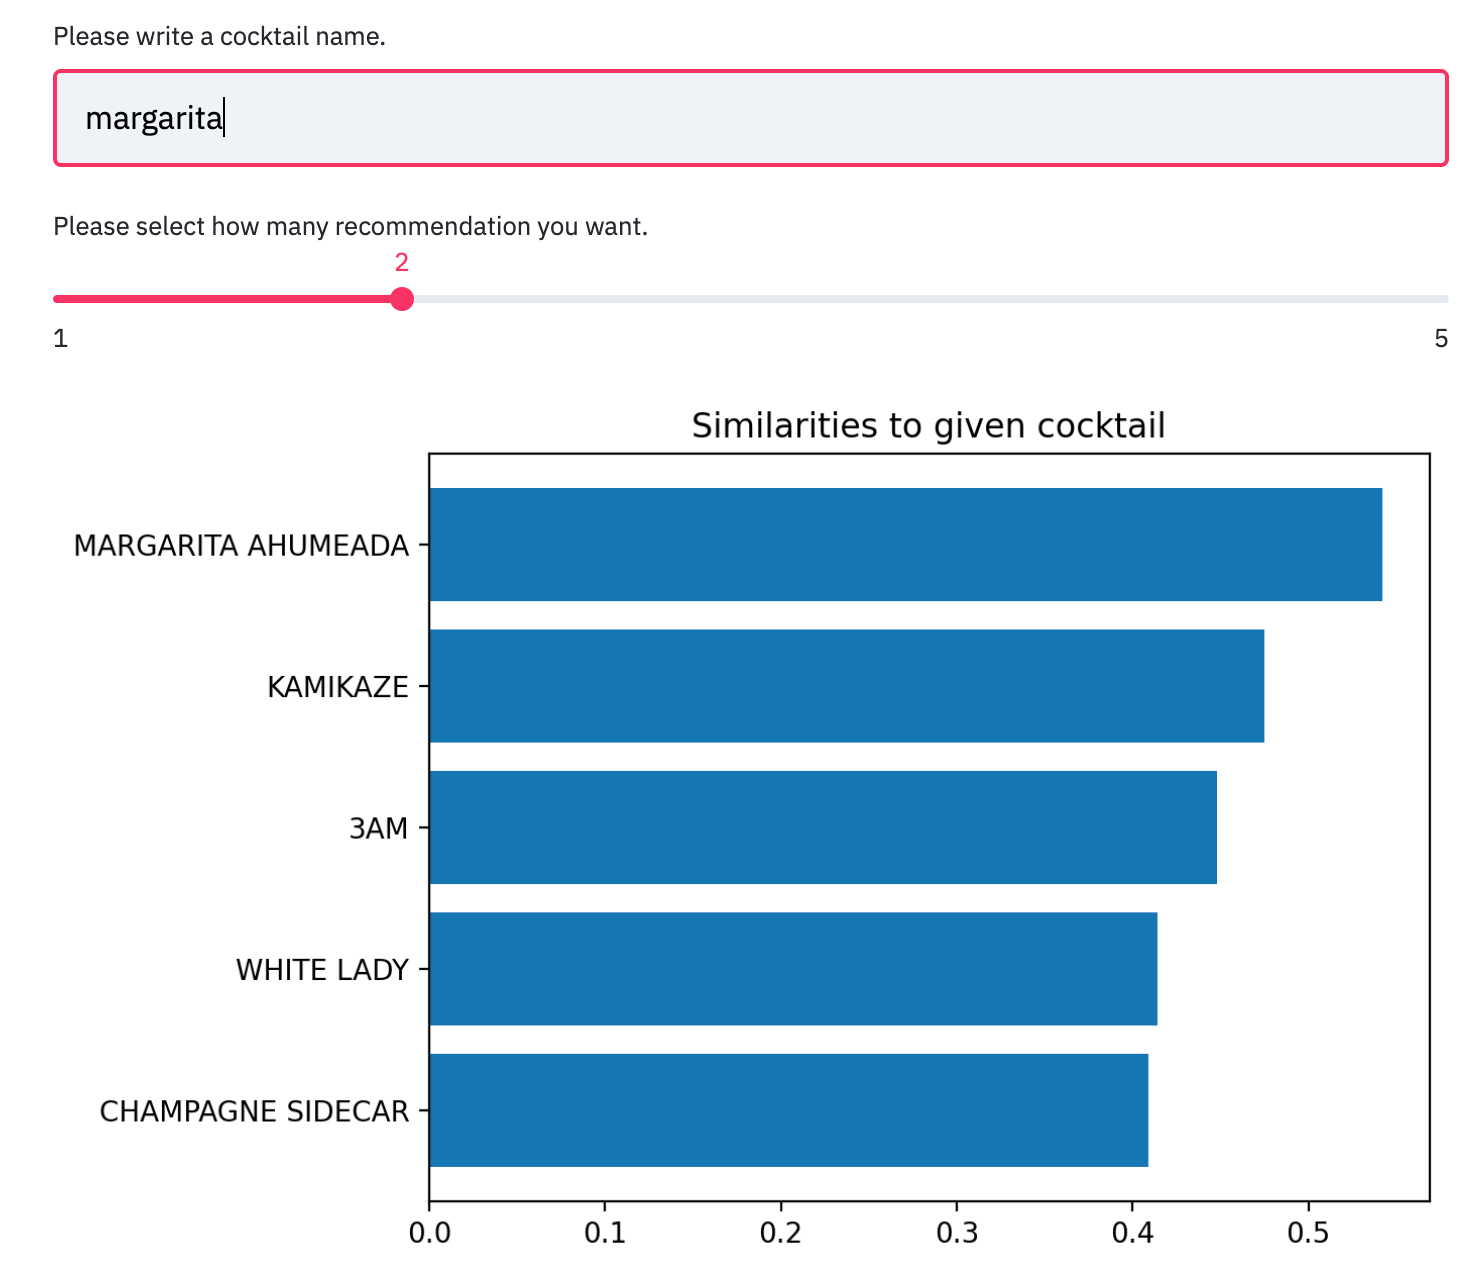 Please write a cocktail name.
margarita
Please select how many recommendation you want.
2
1 5
Similarities to given cocktail
MARGARITA AHUMEADA
KAMIKAZE
3AM
WHITE LADY
CHAMPAGNE SIDECAR
0.0 0.1 0.2 0.3 0.4 0.5